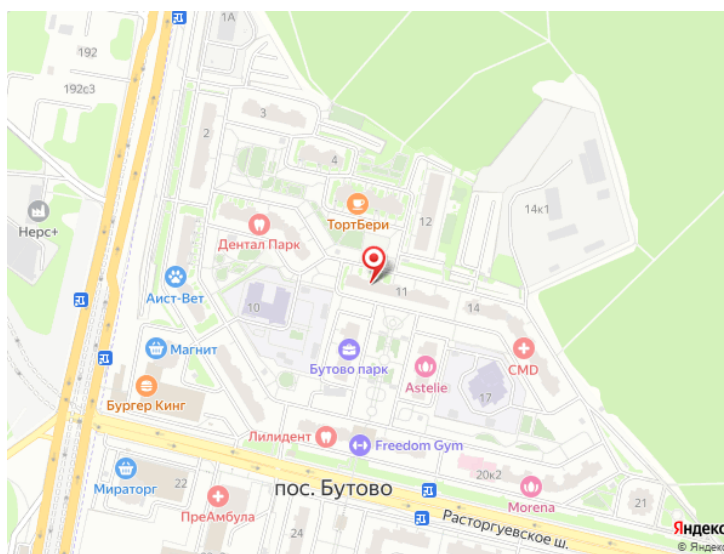 1А
192
192с3
3
2
4
14к1
12
Нерс+
ТортБери
Дентал Парк
Аист-Вет
10
11
14
Магнит
Бутово парк
CMD
Astelie
17
Бургер Кинг
Лилидент
Freedom Gym
22
20к2
Мираторг
пос. Бутово
Morena
21
ПреАмбула
24
Расторгуевское ш.
Яндекс
© Яндекс